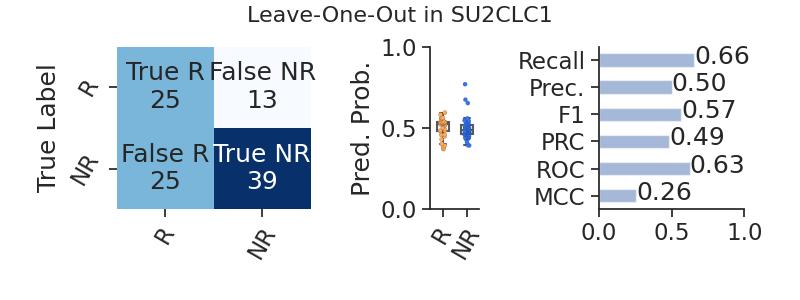 Leave-One-Out in SU2CLC1
True Label
R
NR
True R
25
False NR
13
False R
25
True NR
39
R
NR
Pred. Prob.
1.0
0.5
0.0
R
NR
Recall
0.66
Prec.
0.50
F1
0.57
PRC
0.49
ROC
0.63
MCC
0.26
0.0
0.5
1.0